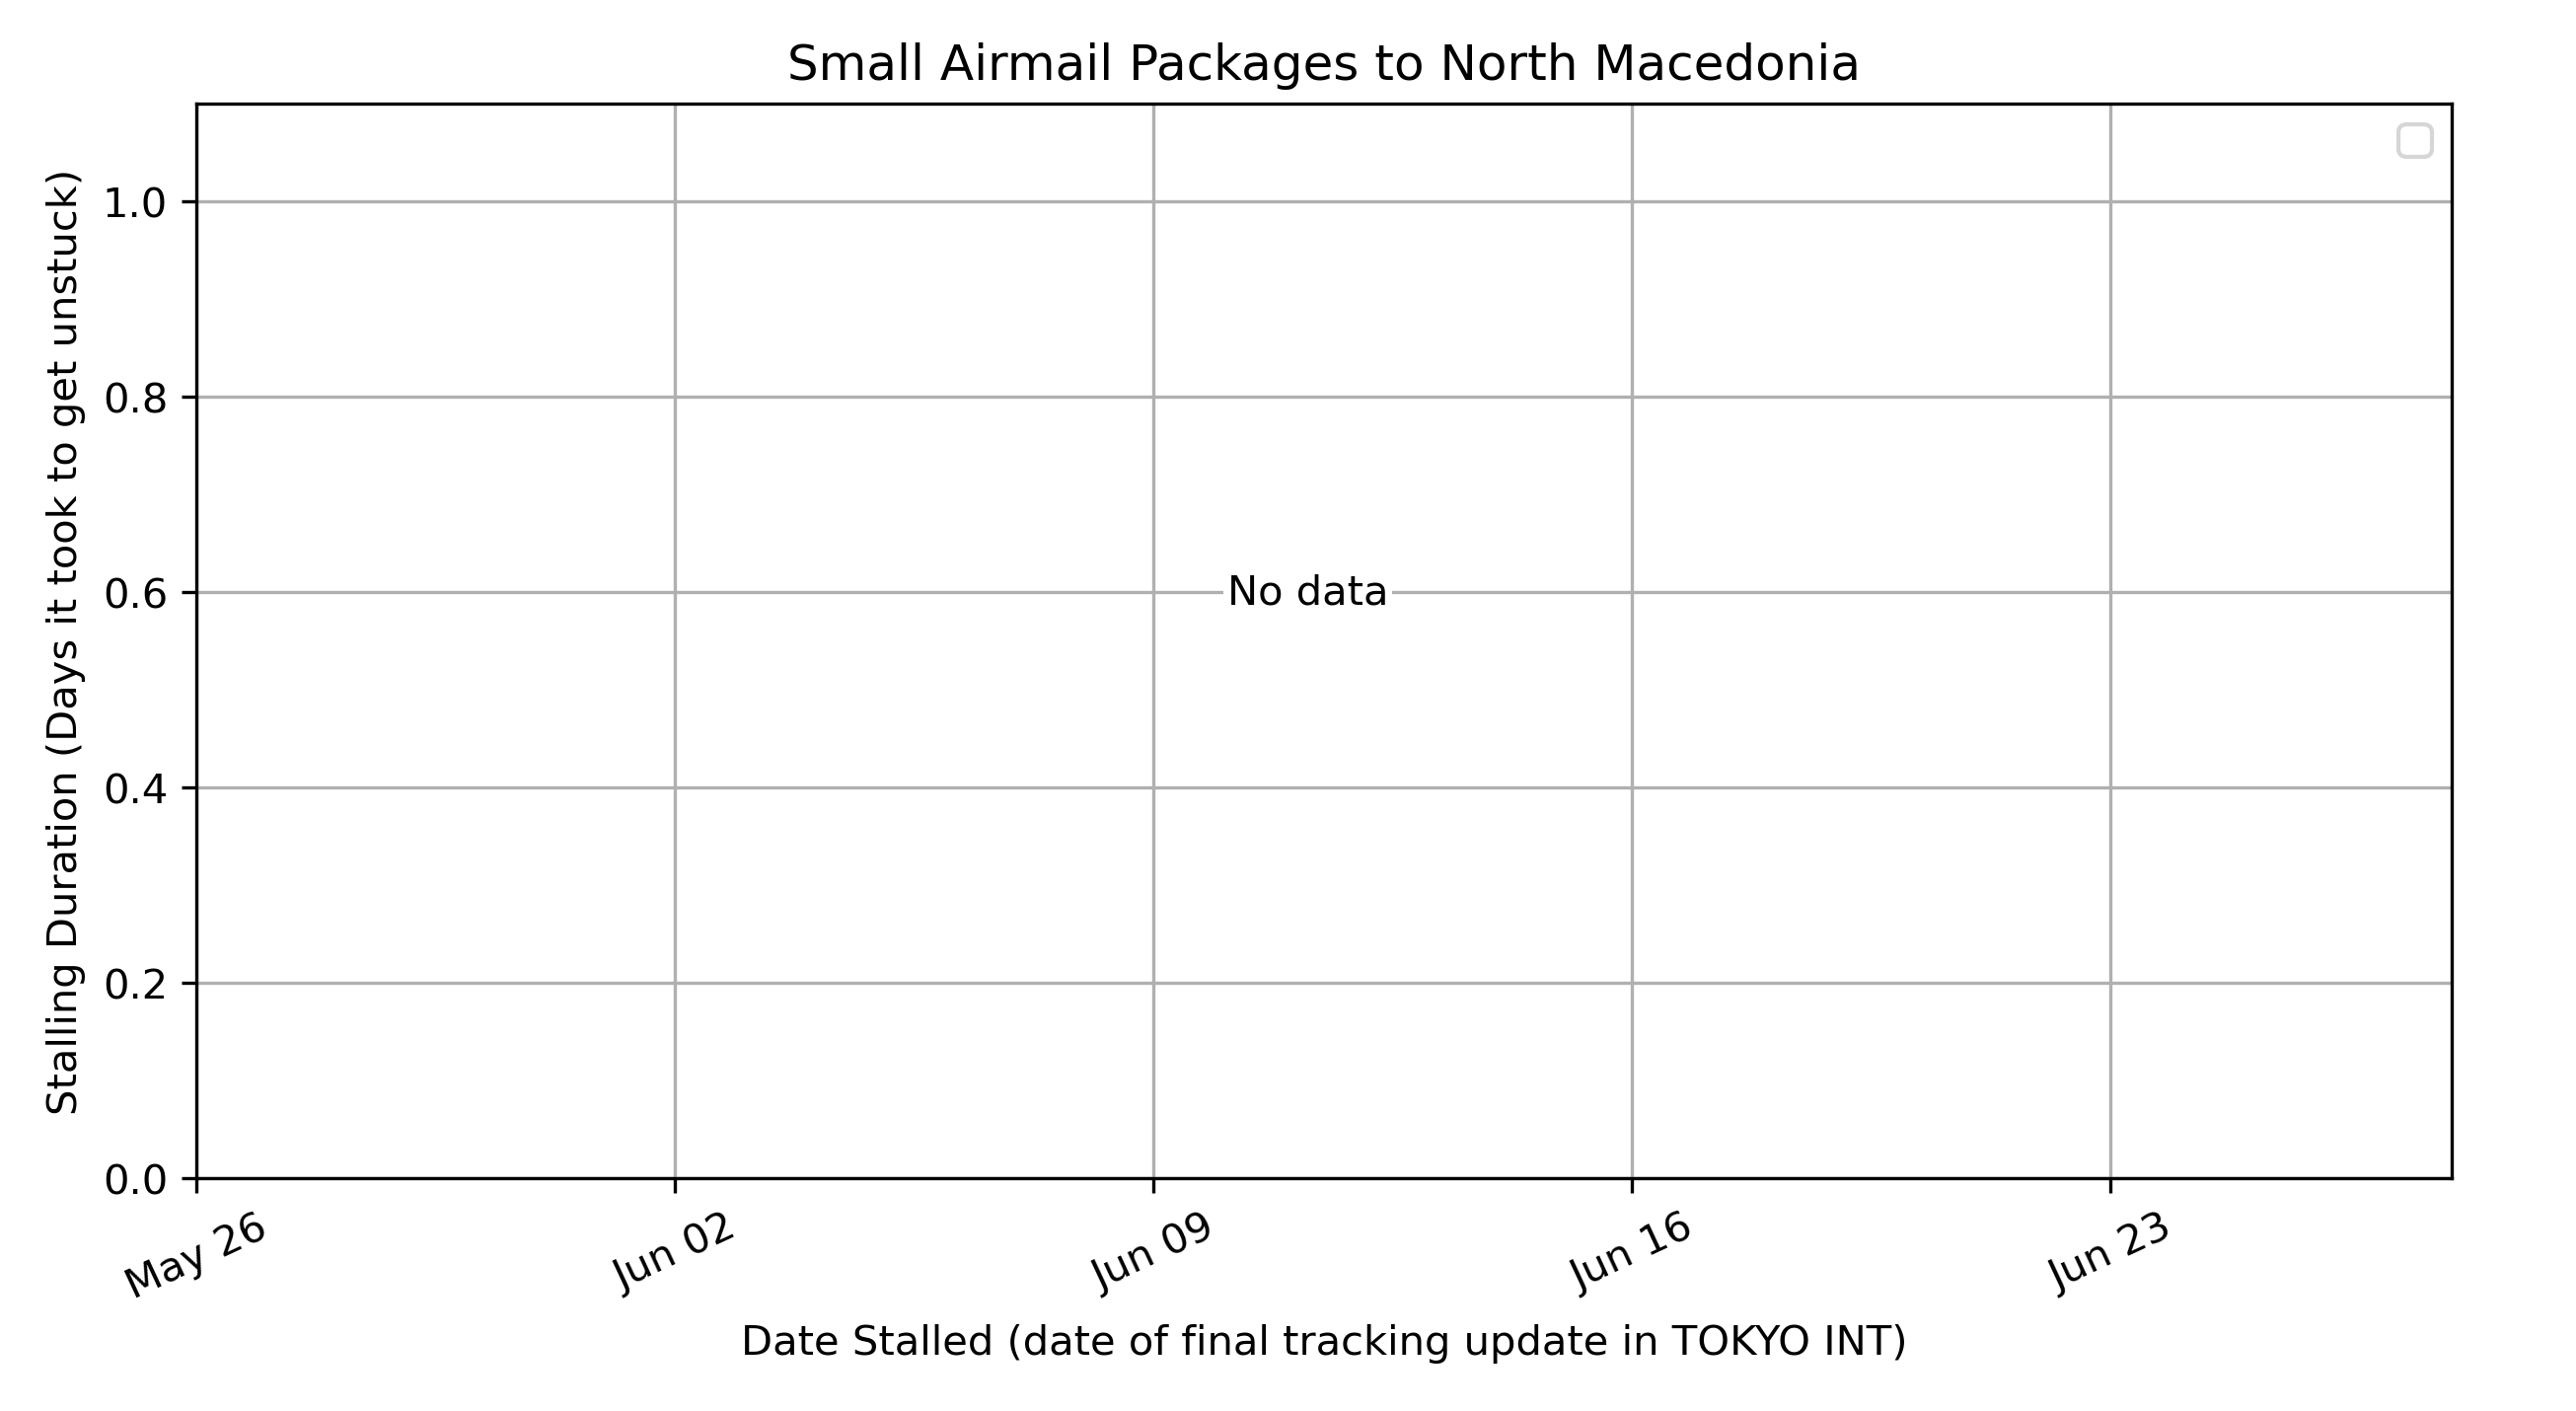 Small Airmail Packages to North Macedonia
Stalling Duration (Days it took to get unstuck)
1.0
0.8
0.6
0.4
0.2
0.0
No data
May 26
Jun 02
Jun 09
Jun 16
Jun 23
Date Stalled (date of final tracking update in TOKYO INT)